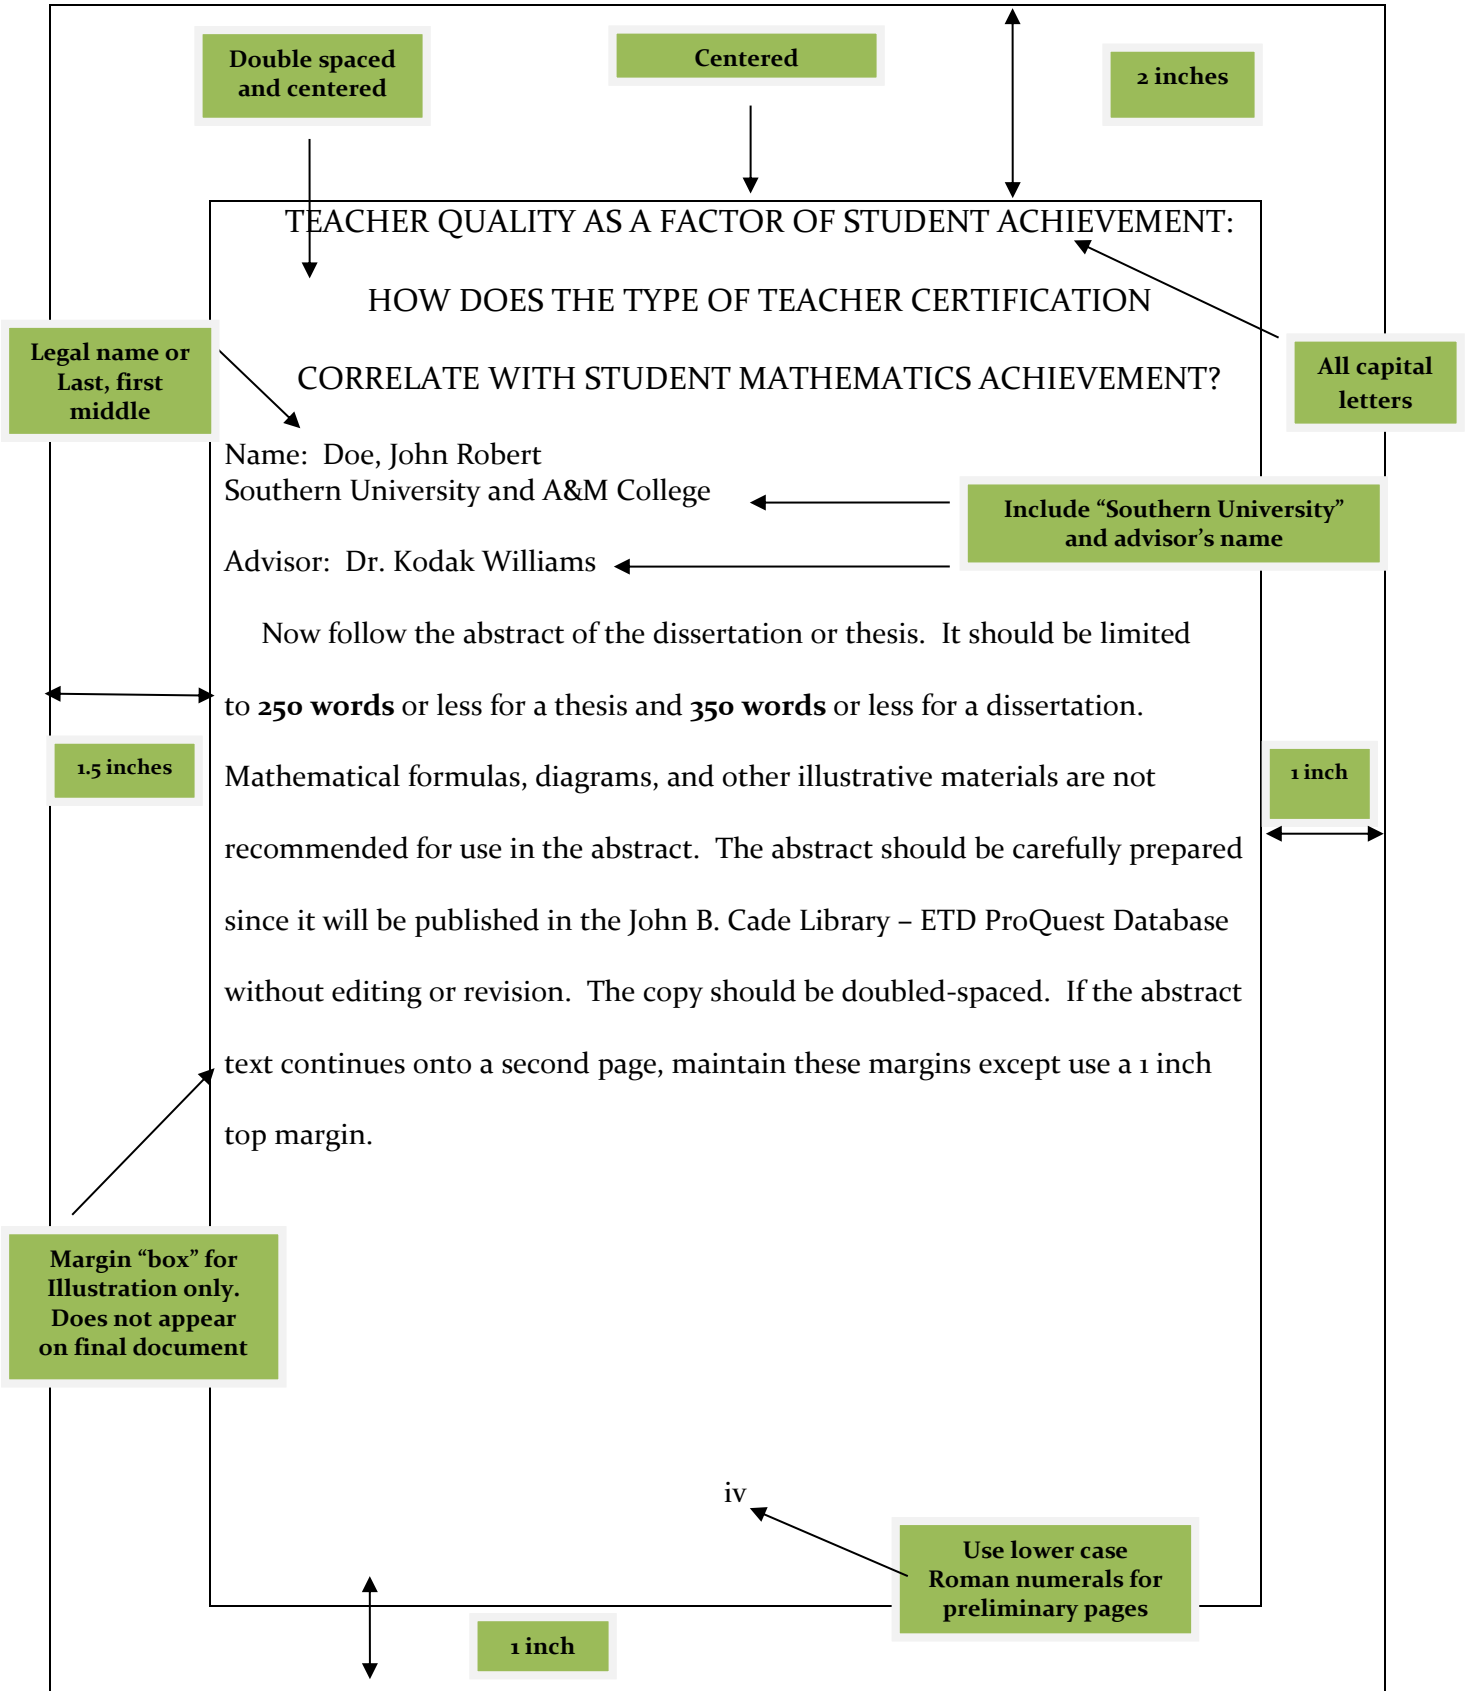 Double spaced
and centered
Centered
2 inches
TEACHER QUALITY AS A FACTOR OF STUDENT ACHIEVEMENT:
HOW DOES THE TYPE OF TEACHER CERTIFICATION
Legal name or
Last, first
middle
All capital
letters
CORRELATE WITH STUDENT MATHEMATICS ACHIEVEMENT?
Name:  Doe, John Robert
Southern University and A&M College
Include “Southern University”
and advisor’s name
Advisor:  Dr. Kodak Williams
Now follow the abstract of the dissertation or thesis.  It should be limited
to 250 words or less for a thesis and 350 words or less for a dissertation.
1.5 inches
1 inch
Mathematical formulas, diagrams, and other illustrative materials are not
recommended for use in the abstract.  The abstract should be carefully prepared
since it will be published in the John B. Cade Library – ETD ProQuest Database
without editing or revision.  The copy should be doubled-spaced.  If the abstract
text continues onto a second page, maintain these margins except use a 1 inch
top margin.
Margin “box” for
Illustration only.
Does not appear
on final document
iv
Use lower case
Roman numerals for
preliminary pages
1 inch